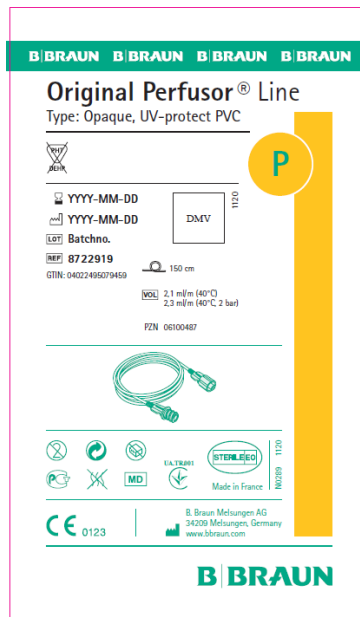 B|BRAUN B|BRAUN B|BRAUN B|BRAUN
Original Perfusor® Line
Type: Opaque, UV-protect PVC
P
PHT
DEHP
YYYY-MM-DD
YYYY-MM-DD
DMV
1120
LOT Batchno.
REF 8722919
GTIN: 04022495079459
150 cm
VOL 2,1 ml/m (40°C)
2,3 ml/m (40°C, 2 bar)
PZN 06100487
2
UA.TR.001
STERILE EO
PCT
MD
Made in France
N0289 1120
CE 0123
B. Braun Melsungen AG
34209 Melsungen, Germany
www.bbraun.com
B|BRAUN